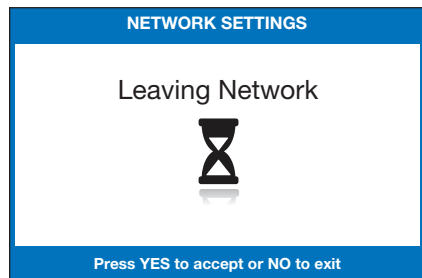 NETWORK SETTINGS
Leaving Network
Press YES to accept or NO to exit